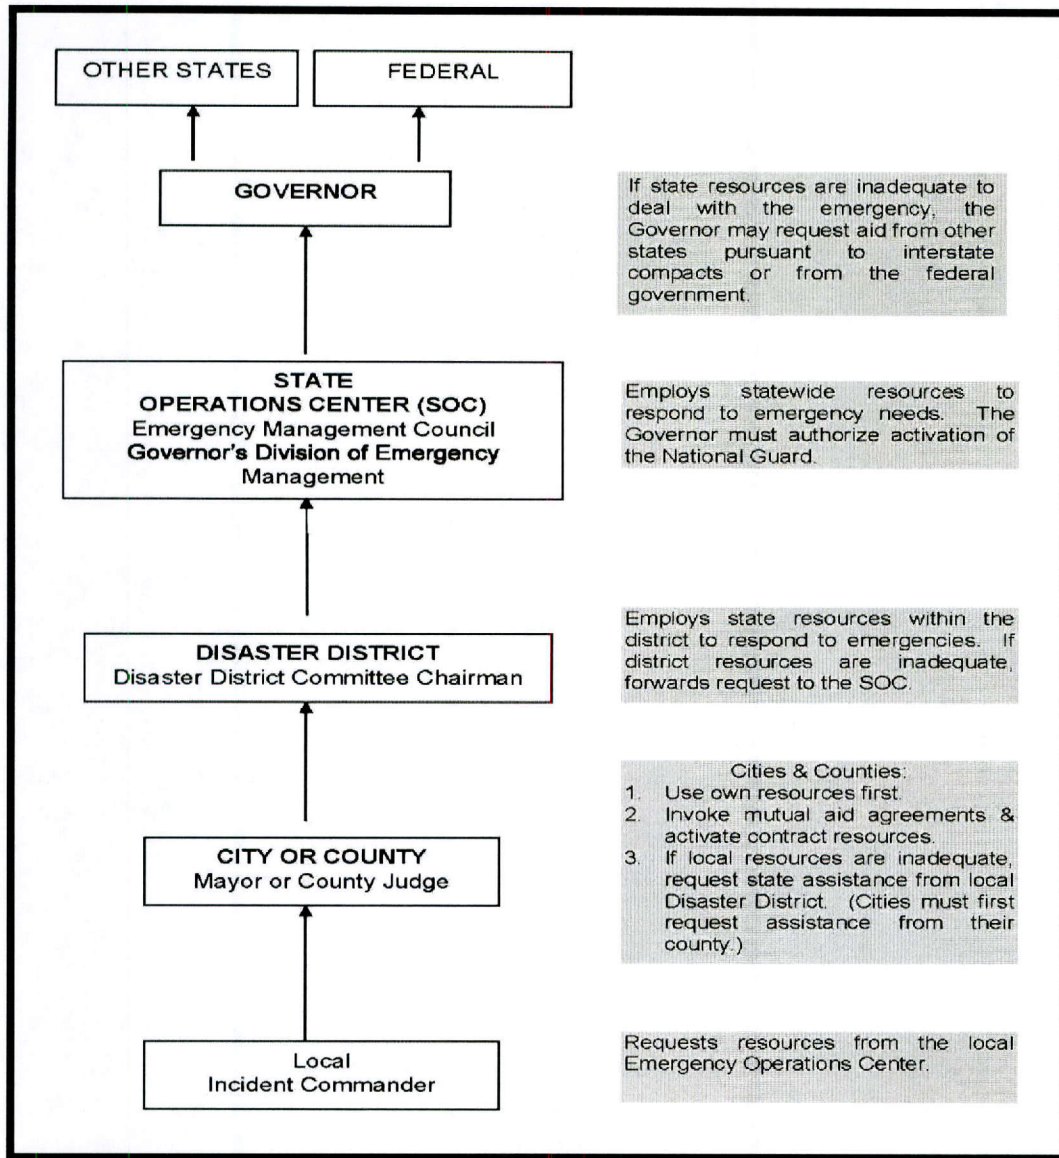 OTHER STATES
FEDERAL
GOVERNOR
If state resources are inadequate to
deal with the emergency, the
Governor may request aid from other
states pursuant to interstate
compacts or from the federal
government.
STATE
OPERATIONS CENTER (SOC)
Emergency Management Council
Governor's Division of Emergency
Management
Employs statewide resources to
respond to emergency needs. The
Governor must authorize activation of
the National Guard.
DISASTER DISTRICT
Disaster District Committee Chairman
Employs state resources within the
district to respond to emergencies. If
district resources are inadequate,
forwards request to the SOC.
CITY OR COUNTY
Mayor or County Judge
Cities & Counties:
1. Use own resources first.
2. Invoke mutual aid agreements &
activate contract resources.
3. If local resources are inadequate,
request state assistance from local
Disaster District. (Cities must first
request assistance from their
county.)
Local
Incident Commander
Requests resources from the local
Emergency Operations Center.